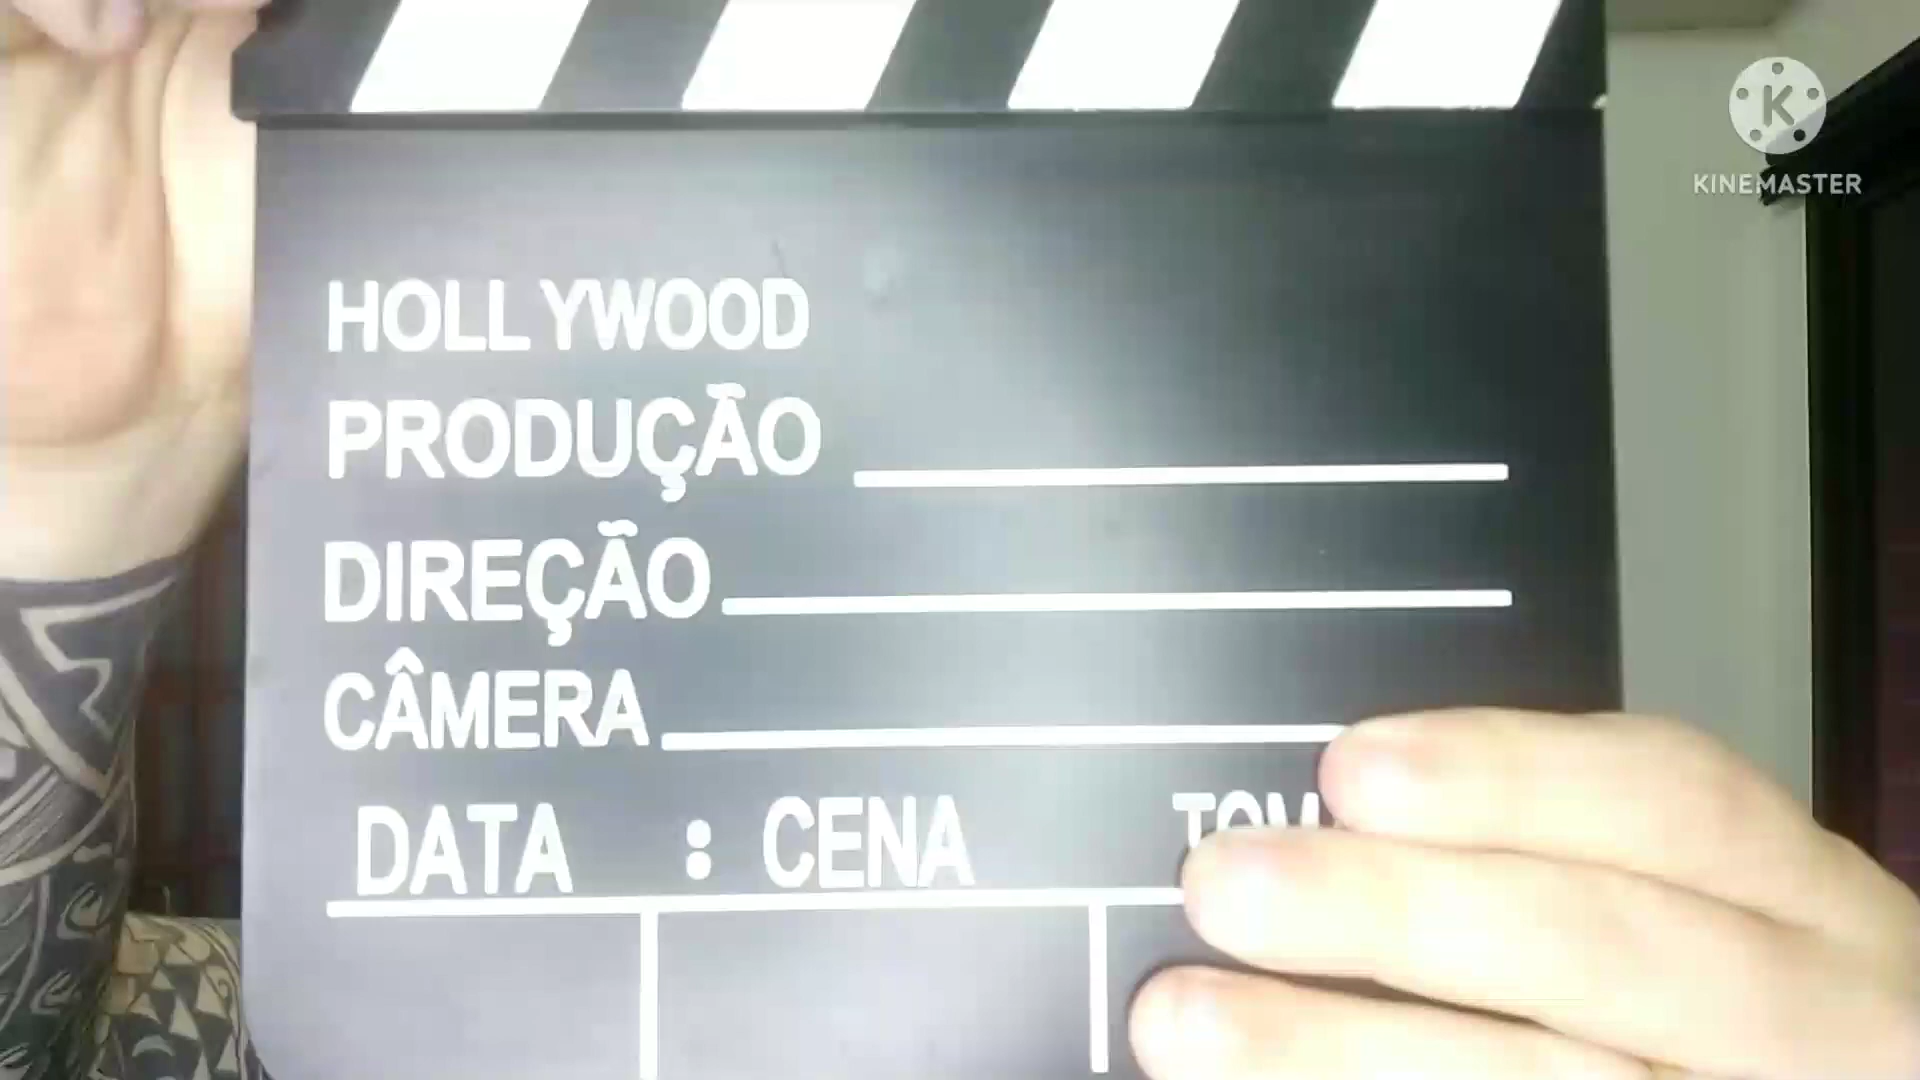 K
KINEMASTER
HOLLYWOOD
PRODUÇÃO
DIREÇÃO
CÂMERA
DATA : CENA